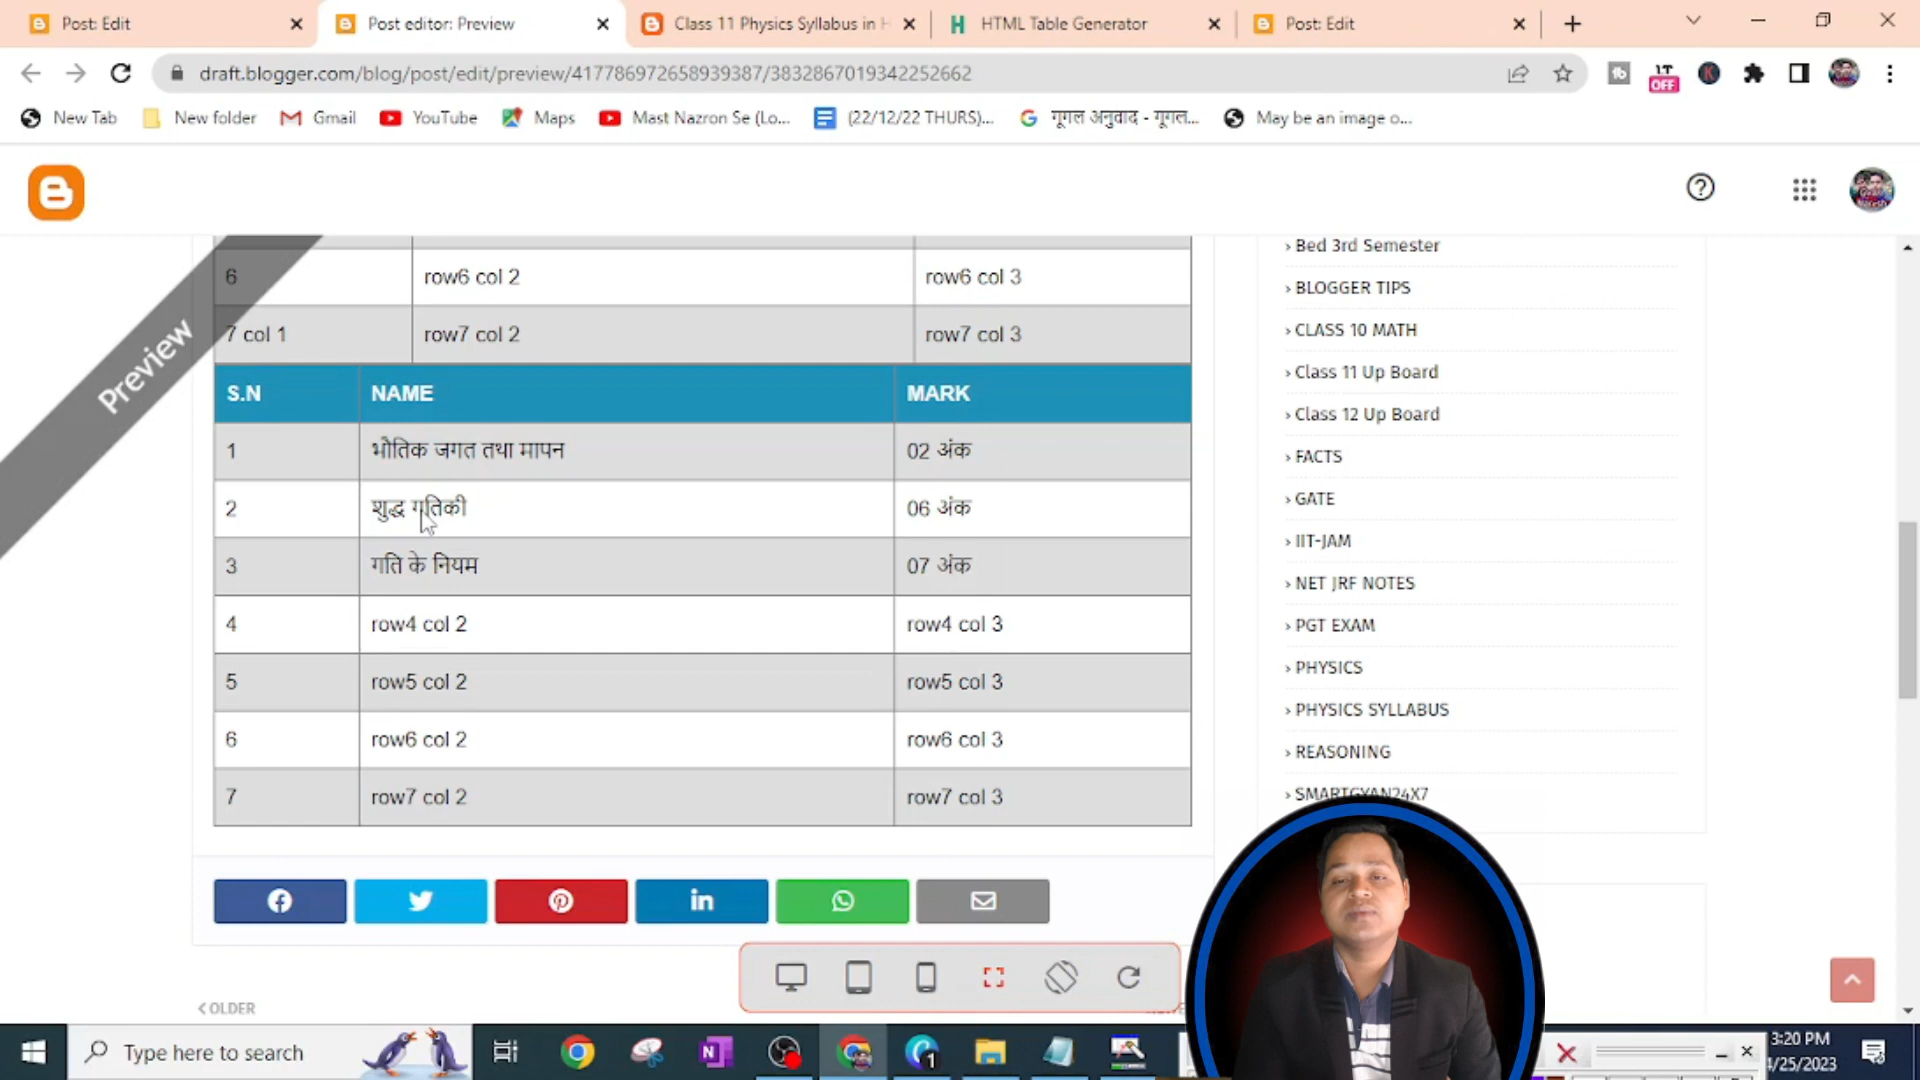 Post: Edit
Post editor: Preview
Class 11 Physics Syllabus in H
HTML Table Generator
Post: Edit
draft.blogger.com/blog/post/edit/preview/417786972658939387/3832867019342252662
OFF
New Tab
New folder
Gmail
YouTube
Maps
Mast Nazron Se (Lo...
(22/12/22 THURS)...
गूगल अनुवाद - गूगल...
May be an image o...
Preview
6 row6 col 2 row6 col 3
7 col 1 row7 col 2 row7 col 3
S.N NAME MARK
1 भौतिक जगत तथा मापन 02 अंक
2 शुद्ध गतिकी 06 अंक
3 गति के नियम 07 अंक
4 row4 col 2 row4 col 3
5 row5 col 2 row5 col 3
6 row6 col 2 row6 col 3
7 row7 col 2 row7 col 3
› Bed 3rd Semester
› BLOGGER TIPS
› CLASS 10 MATH
› Class 11 Up Board
› Class 12 Up Board
› FACTS
› GATE
› IIT-JAM
› NET JRF NOTES
› PGT EXAM
› PHYSICS
› PHYSICS SYLLABUS
› REASONING
› SMARTGYAN24X7
OLDER
Type here to search
3:20 PM
4/25/2023